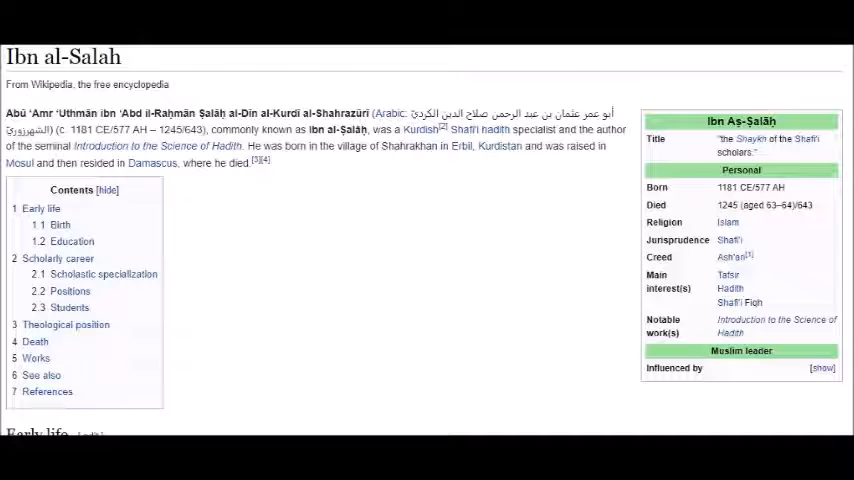 Ibn al-Salah
From Wikipedia, the free encyclopedia
Abū ‘Amr ‘Uthmān ibn ‘Abd il-Raḥmān Ṣalāḥ al-Dīn al-Kurdī al-Shahrazūrī (Arabic: أبو عمر عثمان بن عبد الرحمن صلاح الدين الكرديّ
الشهرزوريّ) (c. 1181 CE/577 AH – 1245/643), commonly known as Ibn al-Ṣalāḥ, was a Kurdish[2] Shafi'i hadith specialist and the author
of the seminal Introduction to the Science of Hadith. He was born in the village of Shahrakhan in Erbil, Kurdistan and was raised in
Mosul and then resided in Damascus, where he died.[3][4]
Contents [hide]
1 Early life
1.1 Birth
1.2 Education
2 Scholarly career
2.1 Scholastic specialization
2.2 Positions
2.3 Students
3 Theological position
4 Death
5 Works
6 See also
7 References
Early life [edit]
Ibn Aṣ-Ṣalāḥ
Title "the Shaykh of the Shafi'i
scholars."
Personal
Born 1181 CE/577 AH
Died 1245 (aged 63–64)/643
Religion Islam
Jurisprudence Shafi'i
Creed Ash'ari[1]
Main Tafsir
interest(s) Hadith
Shafi'i Fiqh
Notable Introduction to the Science of
work(s) Hadith
Muslim leader
Influenced by [show]